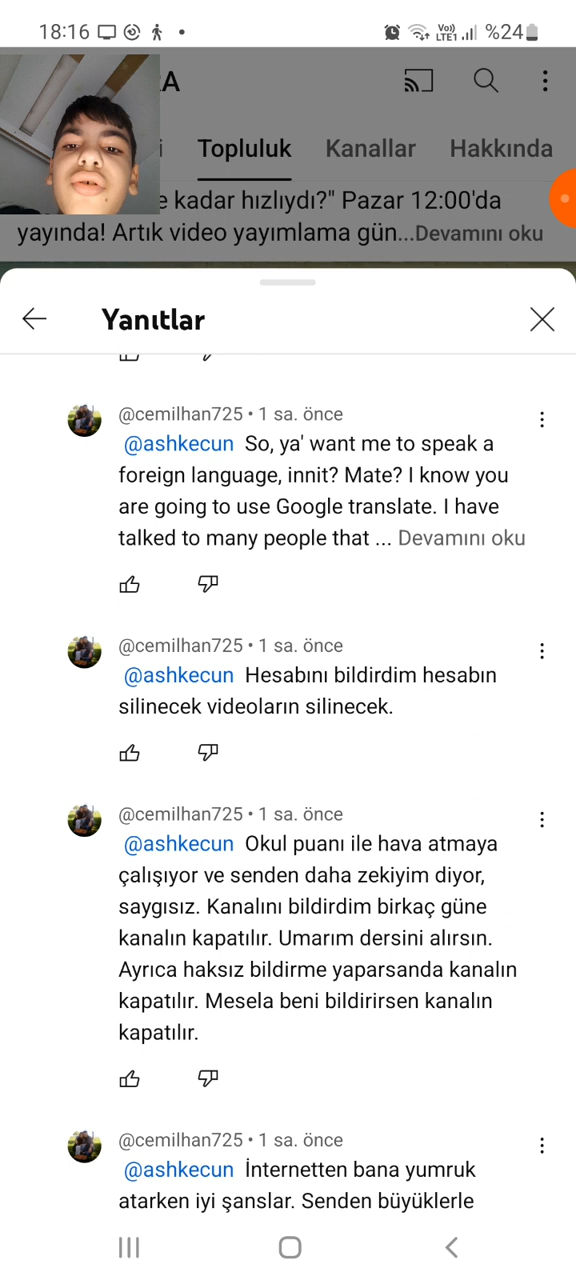 18:16
Vo)) LTE1 %24
A
i Topluluk Kanallar Hakkında
e kadar hızlıydı?" Pazar 12:00'da
yayında! Artık video yayımlama gün...Devamını oku
Yanıtlar
@cemilhan725 • 1 sa. önce
@ashkecun So, ya' want me to speak a
foreign language, innit? Mate? I know you
are going to use Google translate. I have
talked to many people that ... Devamını oku
@cemilhan725 • 1 sa. önce
@ashkecun Hesabını bildirdim hesabın
silinecek videoların silinecek.
@cemilhan725 • 1 sa. önce
@ashkecun Okul puanı ile hava atmaya
çalışıyor ve senden daha zekiyim diyor,
saygısız. Kanalını bildirdim birkaç güne
kanalın kapatılır. Umarım dersini alırsın.
Ayrıca haksız bildirme yaparsanda kanalın
kapatılır. Mesela beni bildirirsen kanalın
kapatılır.
@cemilhan725 • 1 sa. önce
@ashkecun İnternetten bana yumruk
atarken iyi şanslar. Senden büyüklerle